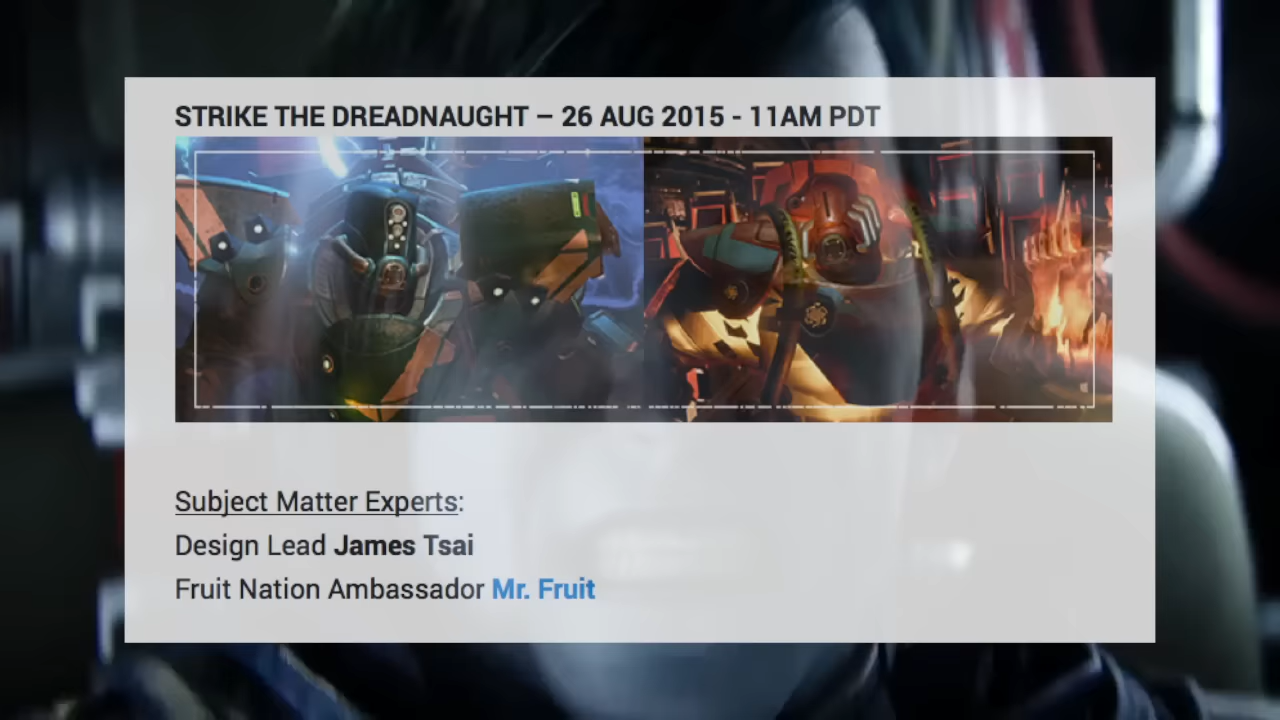 STRIKE THE DREADNAUGHT – 26 AUG 2015 - 11AM PDT
Subject Matter Experts:
Design Lead James Tsai
Fruit Nation Ambassador Mr. Fruit